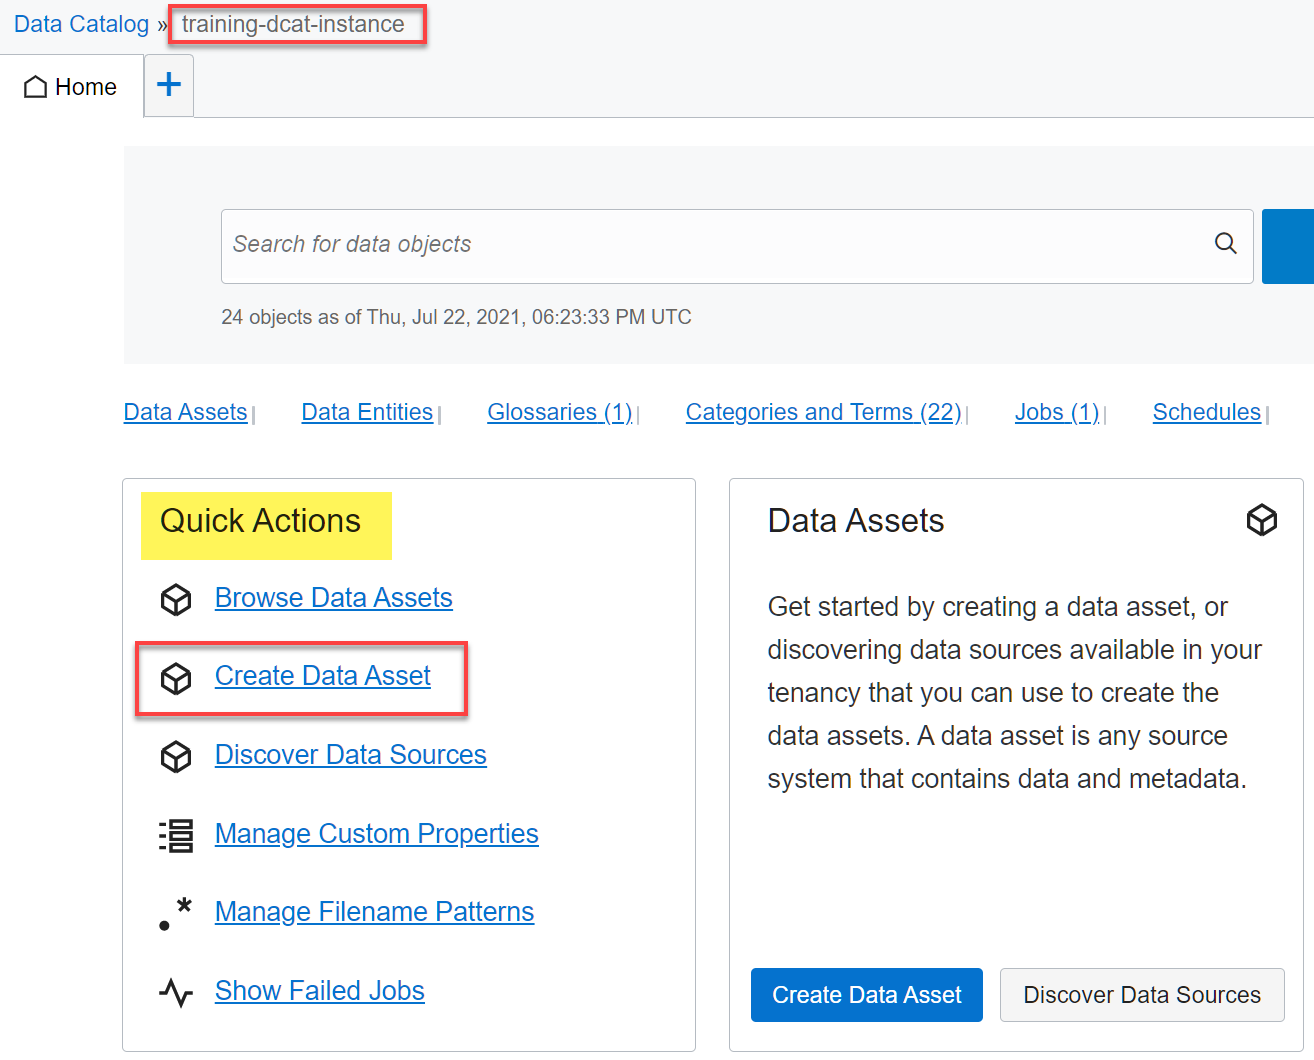 Data Catalog » training-dcat-instance
Home +
Search for data objects
24 objects as of Thu, Jul 22, 2021, 06:23:33 PM UTC
Data Assets | Data Entities | Glossaries (1) | Categories and Terms (22) | Jobs (1) | Schedules |
Quick Actions
Browse Data Assets
Create Data Asset
Discover Data Sources
Manage Custom Properties
Manage Filename Patterns
Show Failed Jobs
Data Assets
Get started by creating a data asset, or
discovering data sources available in your
tenancy that you can use to create the
data assets. A data asset is any source
system that contains data and metadata.
Create Data Asset Discover Data Sources